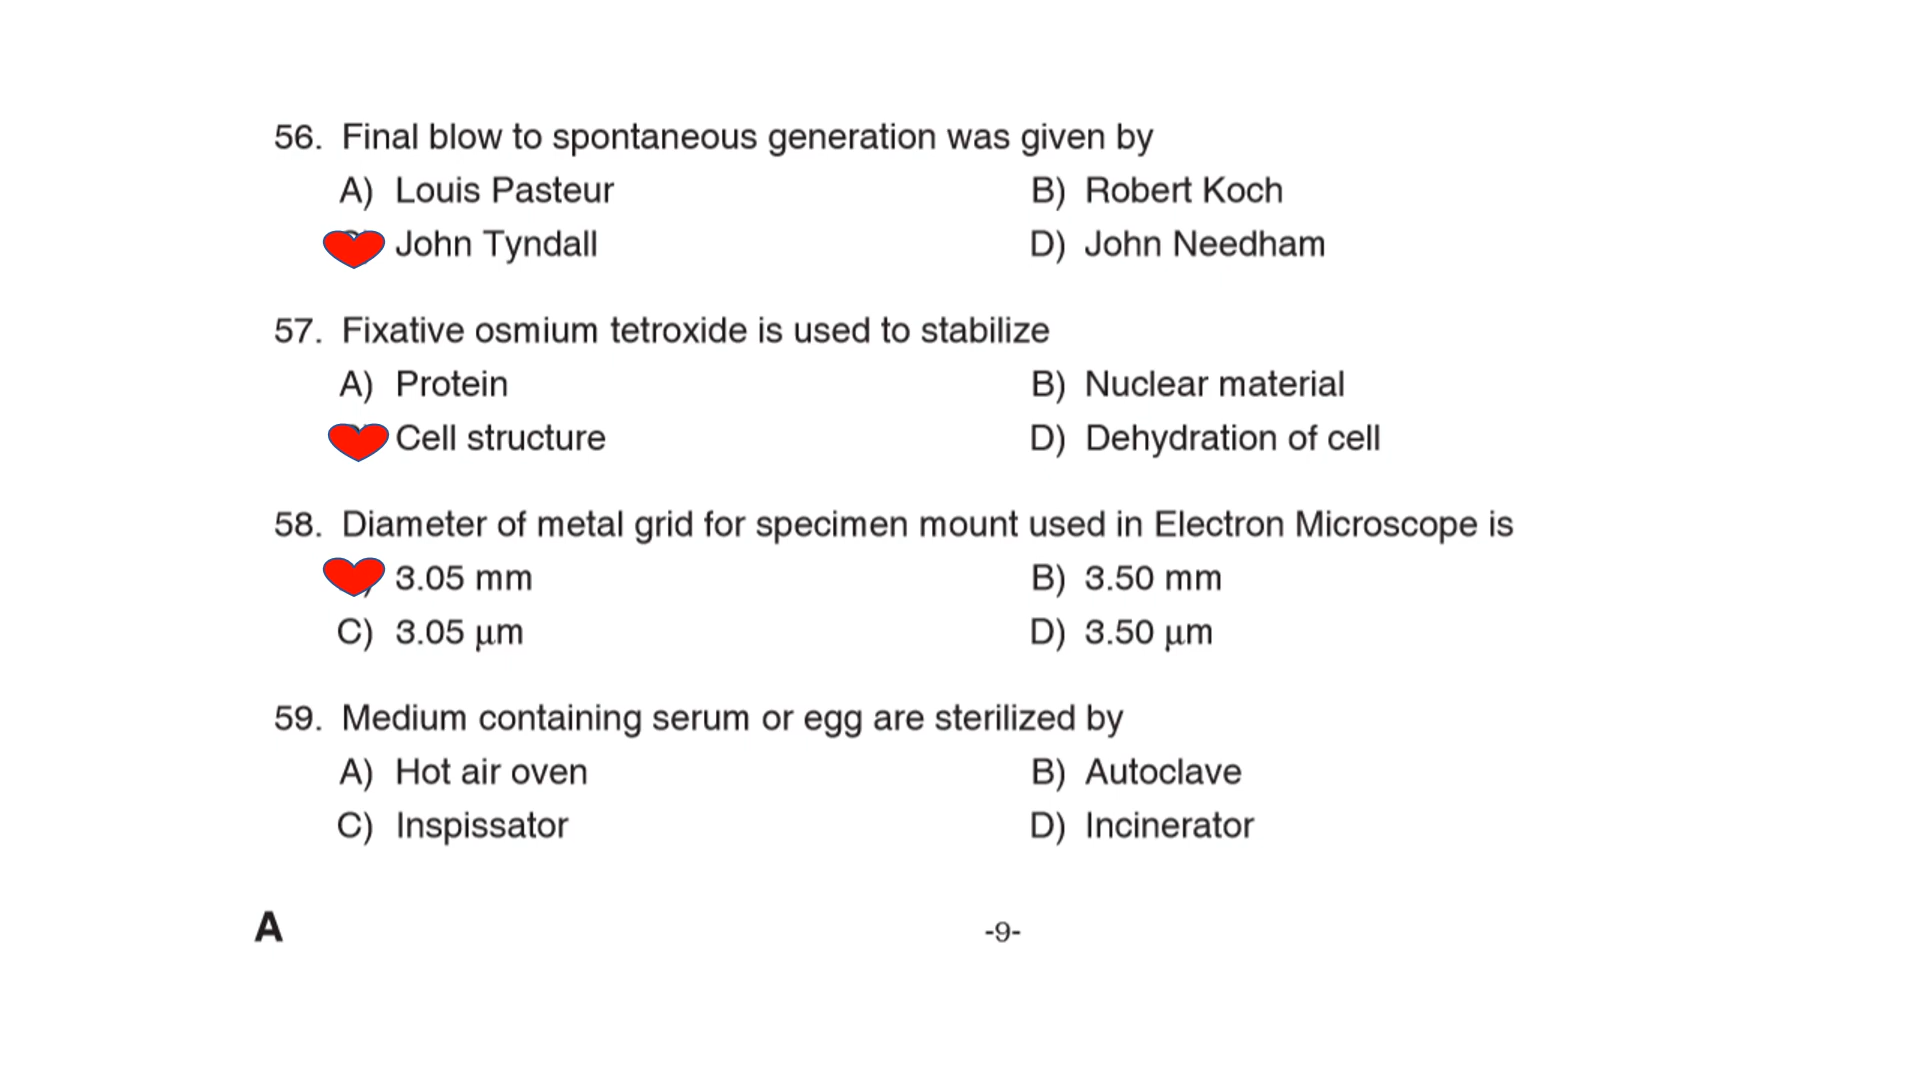 56. Final blow to spontaneous generation was given by
A) Louis Pasteur B) Robert Koch
John Tyndall D) John Needham
57. Fixative osmium tetroxide is used to stabilize
A) Protein B) Nuclear material
Cell structure D) Dehydration of cell
58. Diameter of metal grid for specimen mount used in Electron Microscope is
3.05 mm B) 3.50 mm
C) 3.05 μm D) 3.50 μm
59. Medium containing serum or egg are sterilized by
A) Hot air oven B) Autoclave
C) Inspissator D) Incinerator
A -9-